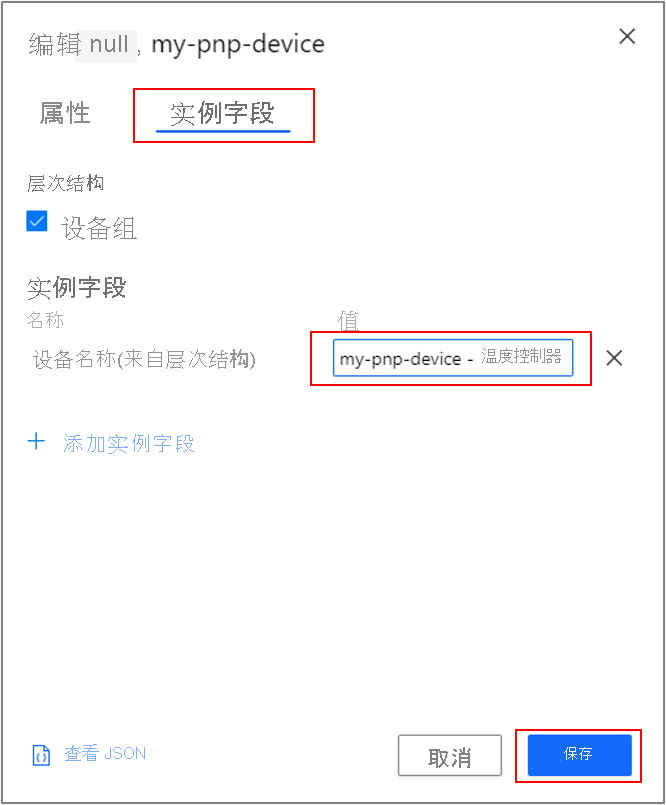 编辑 null, my-pnp-device
属性 实例字段
层次结构
设备组
实例字段
名称 值
设备名称(来自层次结构) my-pnp-device - 温度控制器
添加实例字段
查看 JSON 取消 保存